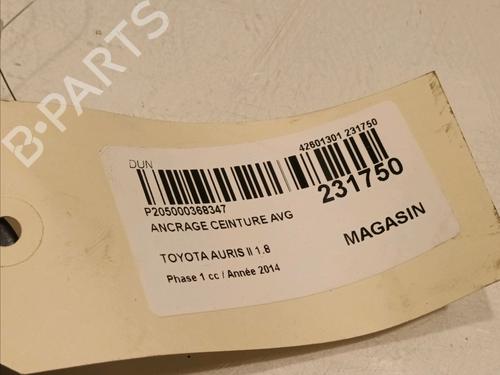 B-PARTS
DUN
42601301 231750
P205000368347
231750
ANCRAGE CEINTURE AVG
MAGASIN
TOYOTA AURIS II 1.8
Phase 1 cc / Année 2014